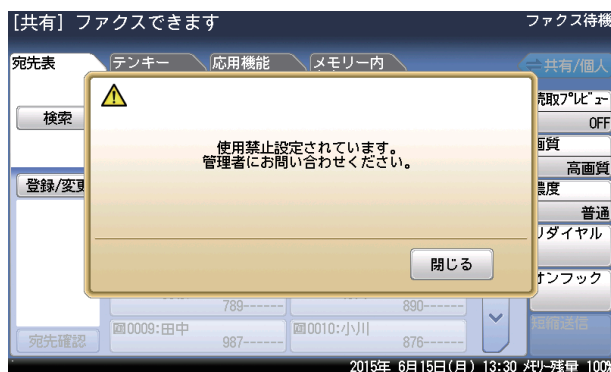 [共有] ファクスできます
ファクス待機
宛先表
テンキー
応用機能
メモリー内
共有/個人
検索
使用禁止設定されています。
管理者にお問い合わせください。
閉じる
読取プレビュー
OFF
画質
高画質
濃度
普通
リダイヤル
オンフック
短縮送信
登録/変更
789------
890------
0009:田中
987------
0010:小川
876------
宛先確認
2015年 6月15日(月) 13:30 メモリー残量 100%